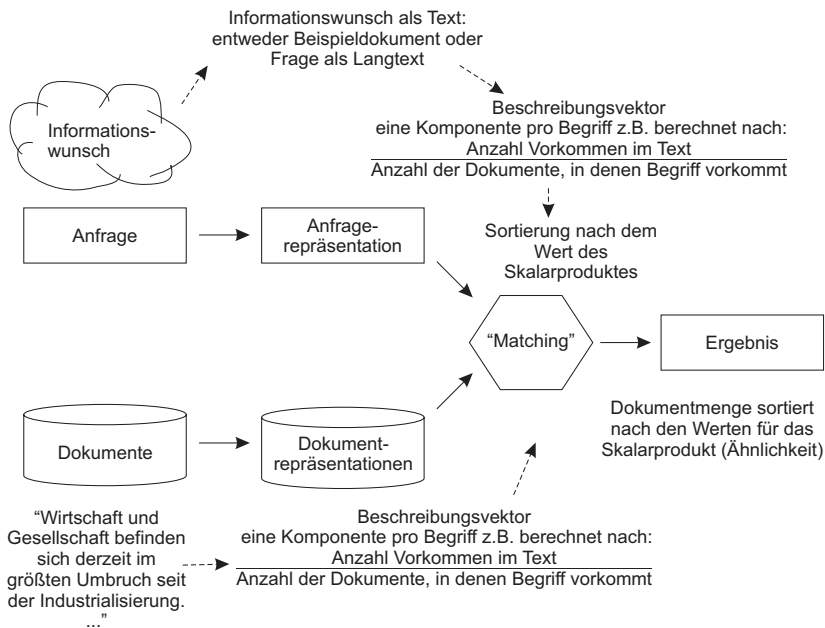 Informationswunsch als Text:
entweder Beispieldokument oder
Frage als Langtext
Informations-
wunsch
Beschreibungsvektor
eine Komponente pro Begriff z.B. berechnet nach:
Anzahl Vorkommen im Text
Anzahl der Dokumente, in denen Begriff vorkommt
Anfrage
Anfrage-
repräsentation
Sortierung nach dem
Wert des
Skalarproduktes
“Matching”
Ergebnis
Dokumente
Dokument-
repräsentationen
Dokumentmenge sortiert
nach den Werten für das
Skalarprodukt (Ähnlichkeit)
“Wirtschaft und
Gesellschaft befinden
sich derzeit im
größten Umbruch seit
der Industrialisierung.
...”
Beschreibungsvektor
eine Komponente pro Begriff z.B. berechnet nach:
Anzahl Vorkommen im Text
Anzahl der Dokumente, in denen Begriff vorkommt